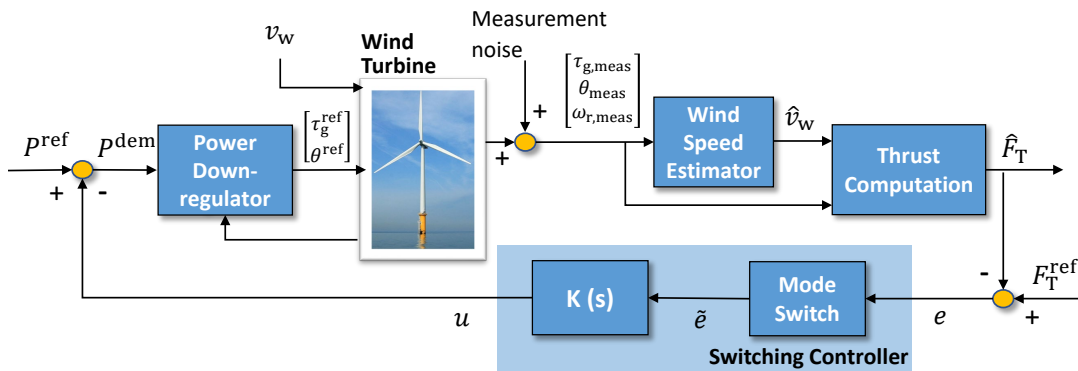 Measurement
noise
v_w
Wind
Turbine
[τ_g,meas
θ_meas
ω_r,meas]
+
+
P^ref
P^dem
+
-
Power
Down-
regulator
[τ_g^ref
θ^ref]
Wind
Speed
Estimator
v̂_w
Thrust
Computation
F̂_T
-
F_T^ref
+
K (s)
Mode
Switch
u
ẽ
e
Switching Controller